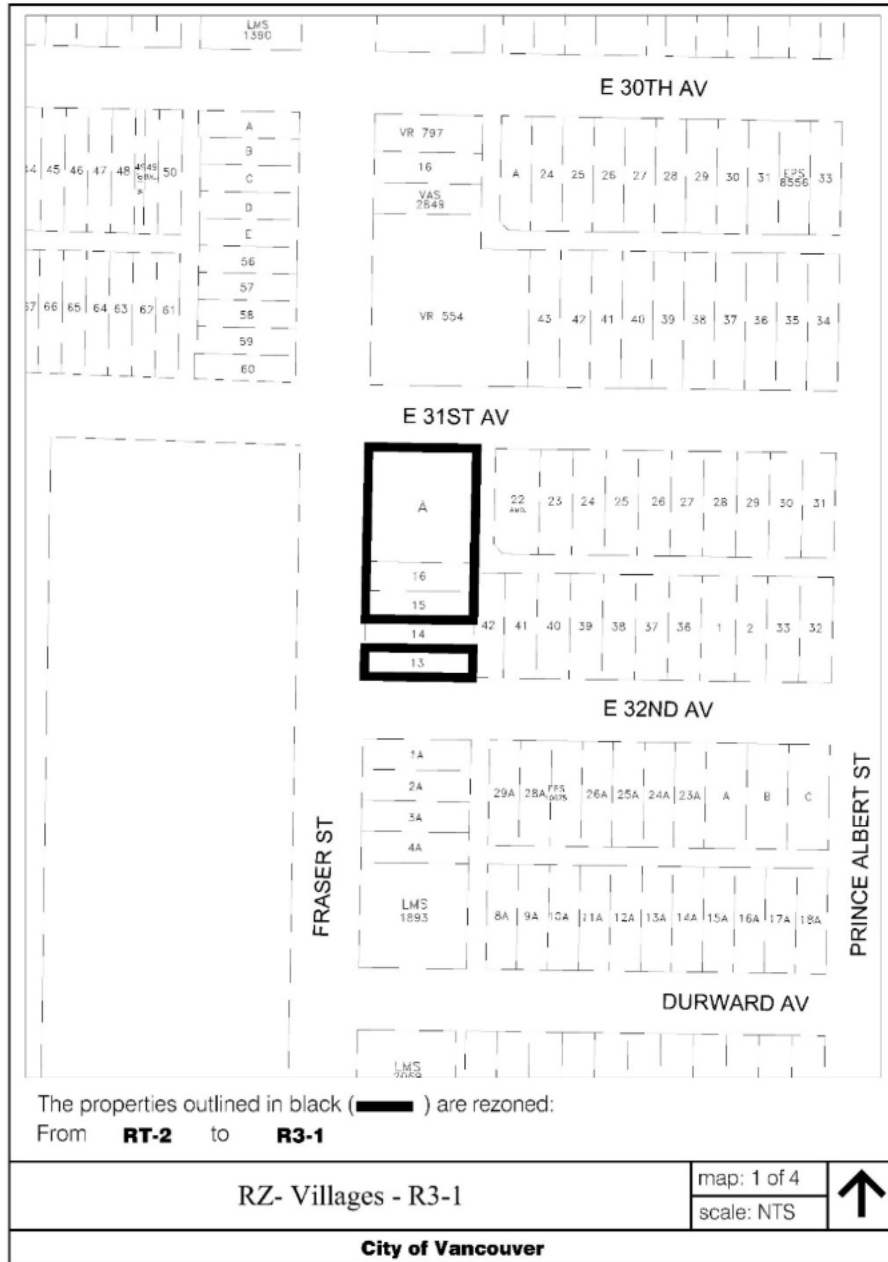 LMS
1390
E 30TH AV
A
B
C
D
E
56
57
58
59
60
45 46 47 48 49 49 50
67 66 65 64 63 62 61
VR 797
16
VAS
2849
VR 554
A 24 25 26 27 28 29 30 31 EPS
8556 33
43 42 41 40 39 38 37 36 35 34
E 31ST AV
A
16
15
14
13
22
AMD.
23 24 25 26 27 28 29 30 31
42 41 40 39 38 37 36 1 2 33 32
E 32ND AV
1A
2A
3A
4A
LMS
1893
29A 28A 26A 25A 24A 23A A B C
8A 9A 10A 11A 12A 13A 14A 15A 16A 17A 18A
FRASER ST
PRINCE ALBERT ST
DURWARD AV
LMS
The properties outlined in black ( ) are rezoned:
From RT-2 to R3-1
RZ- Villages - R3-1
map: 1 of 4
scale: NTS
City of Vancouver